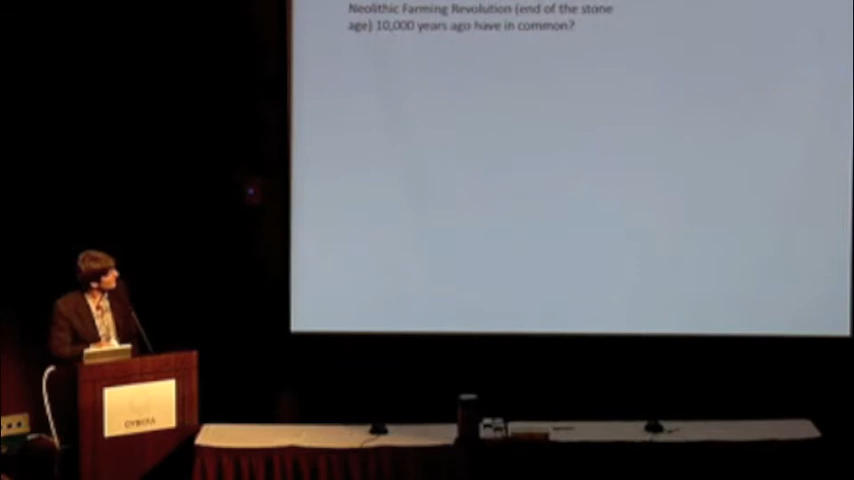 Neolithic Farming Revolution (end of the stone
age) 10,000 years ago have in common?